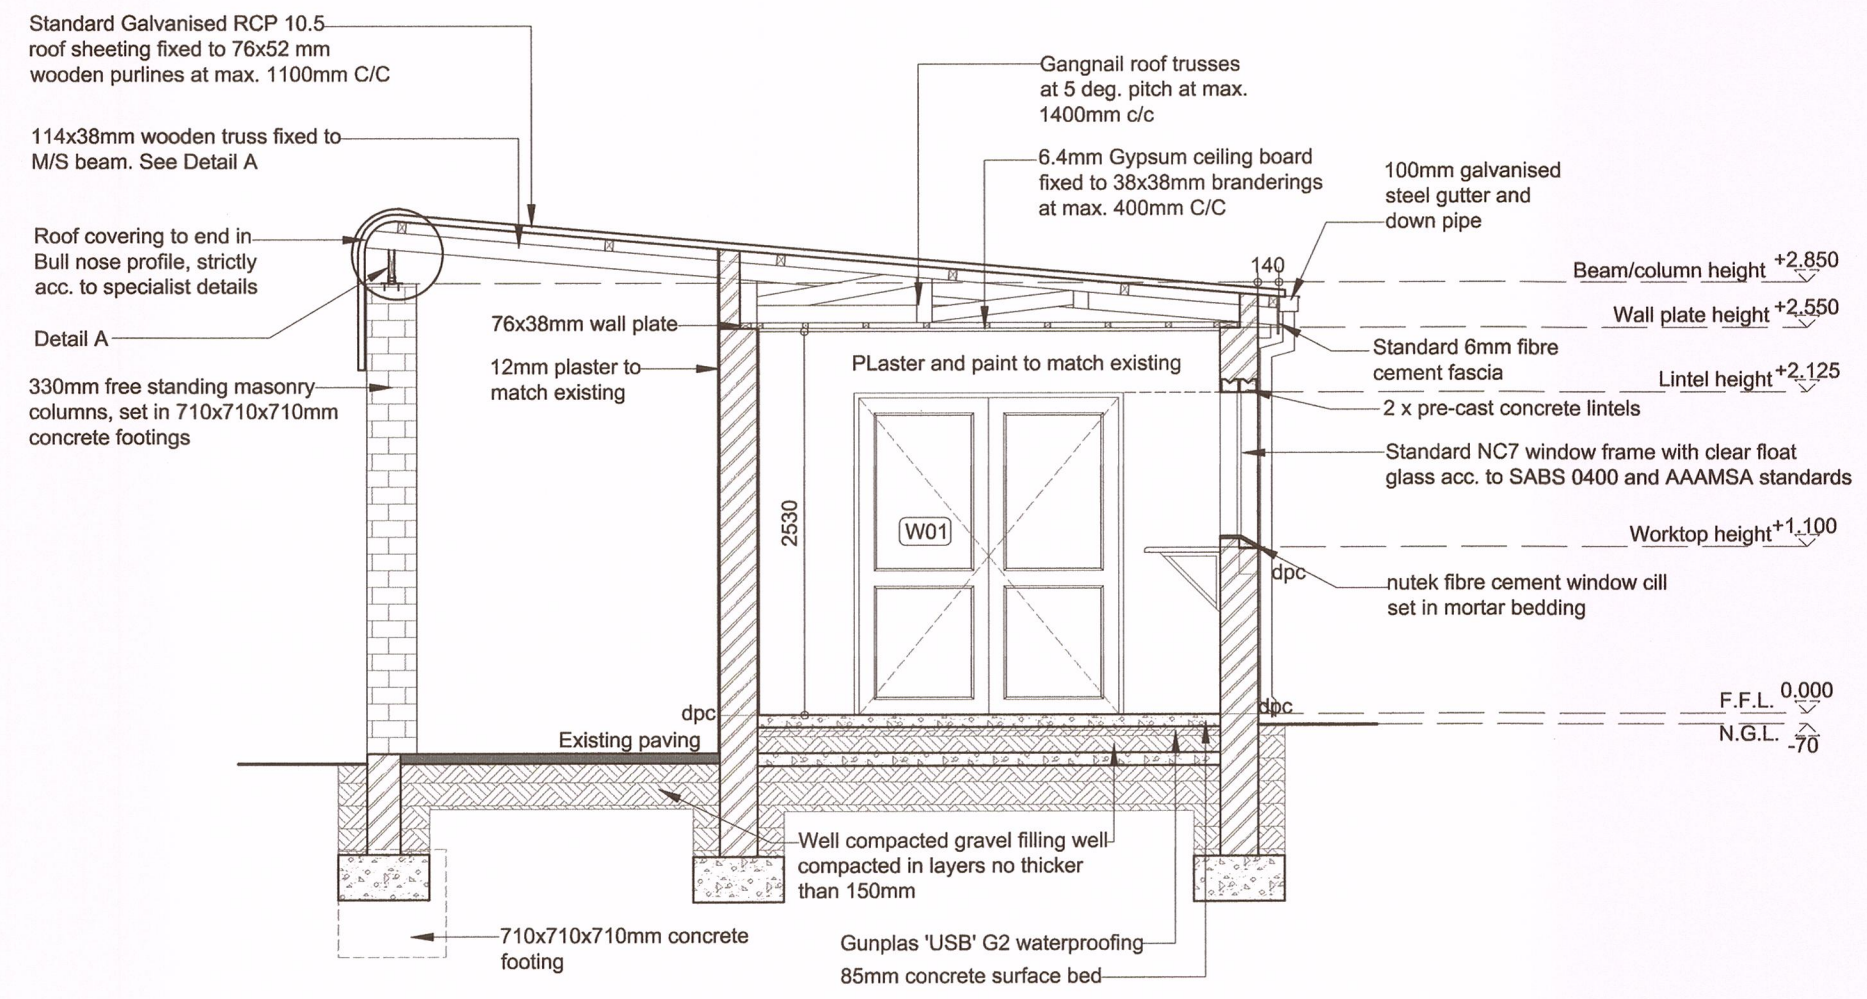 Standard Galvanised RCP 10.5
roof sheeting fixed to 76x52 mm
wooden purlines at max. 1100mm C/C
114x38mm wooden truss fixed to
M/S beam. See Detail A
Roof covering to end in
Bull nose profile, strictly
acc. to specialist details
Detail A
330mm free standing masonry
columns, set in 710x710x710mm
concrete footings
Gangnail roof trusses
at 5 deg. pitch at max.
1400mm c/c
6.4mm Gypsum ceiling board
fixed to 38x38mm branderings
at max. 400mm C/C
100mm galvanised
steel gutter and
down pipe
140
Beam/column height +2.850
Wall plate height +2.550
76x38mm wall plate
12mm plaster to
match existing
PLaster and paint to match existing
Standard 6mm fibre
cement fascia
Lintel height +2.125
2 x pre-cast concrete lintels
Standard NC7 window frame with clear float
glass acc. to SABS 0400 and AAAMSA standards
2530
W01
Worktop height +1.100
dpc
nutek fibre cement window cill
set in mortar bedding
dpc
dpc
F.F.L. 0.000
N.G.L. -70
Existing paving
Well compacted gravel filling well
compacted in layers no thicker
than 150mm
710x710x710mm concrete
footing
Gunplas 'USB' G2 waterproofing
85mm concrete surface bed